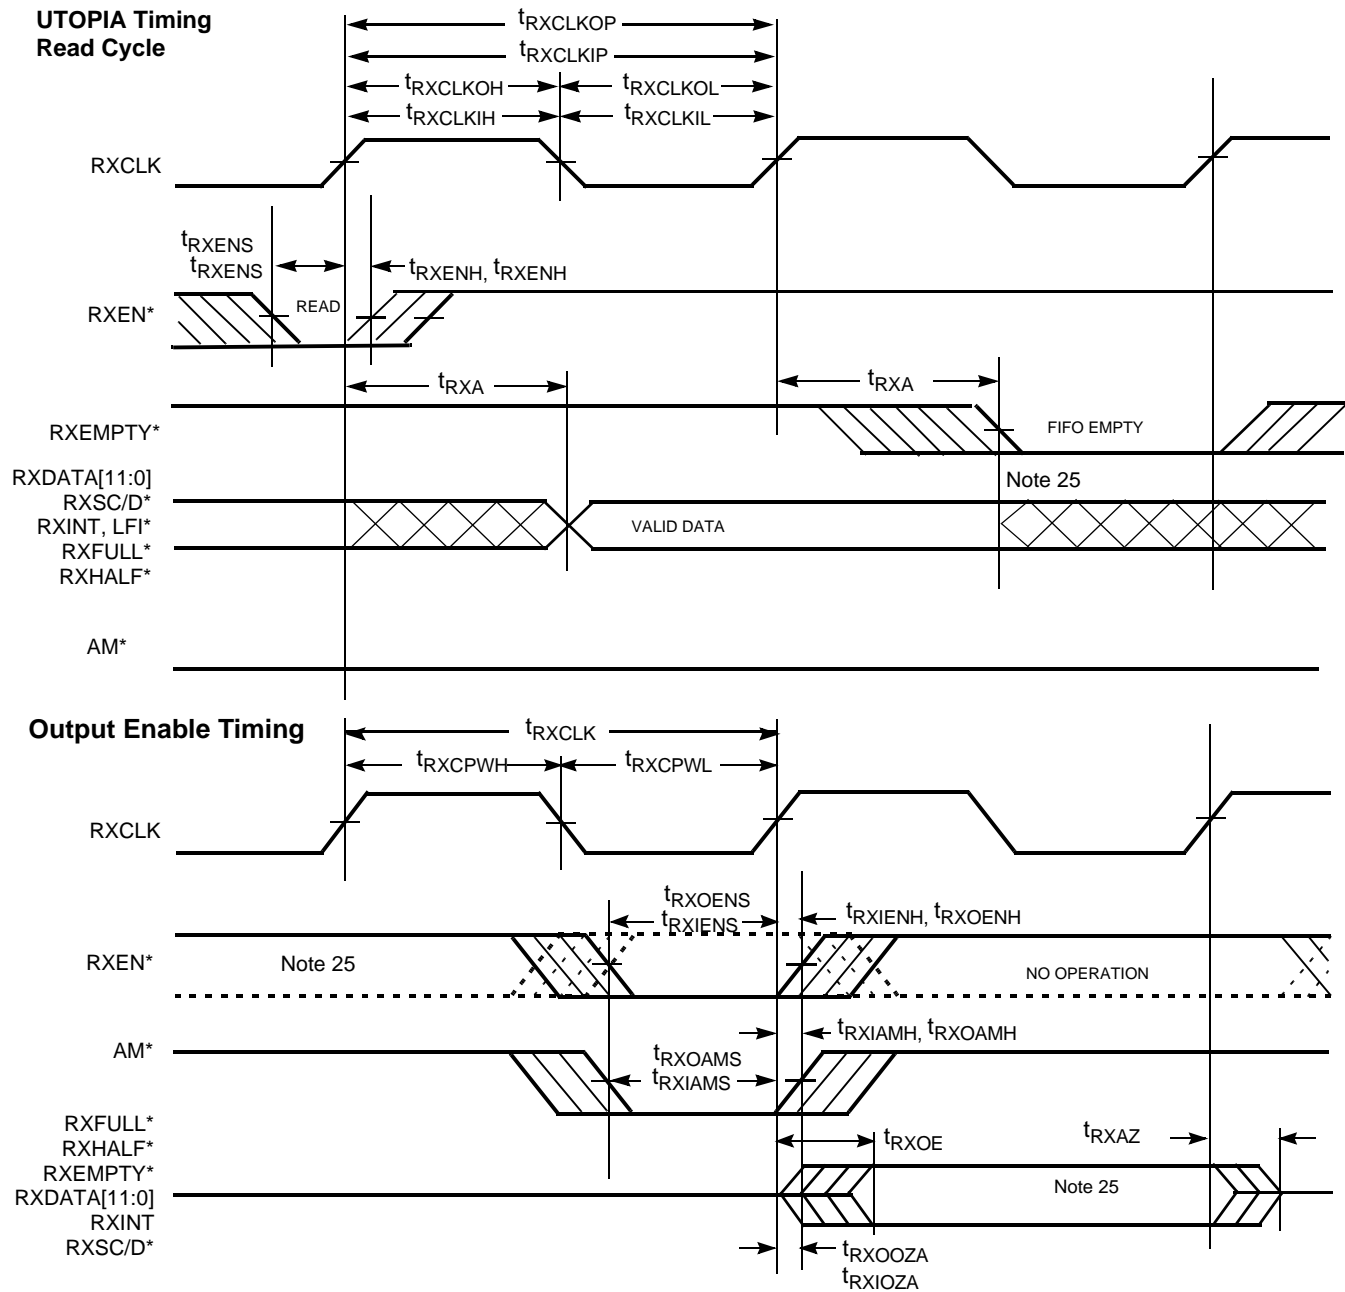 UTOPIA Timing
Read Cycle
tRXCLKOP
tRXCLKIP
tRXCLKOH
tRXCLKOL
tRXCLKIH
tRXCLKIL
RXCLK
tRXENS
tRXENS
tRXENH, tRXENH
RXEN*
READ
tRXA
tRXA
RXEMPTY*
FIFO EMPTY
RXDATA[11:0]
Note 25
RXSC/D*
RXINT, LFI*
VALID DATA
RXFULL*
RXHALF*
AM*
Output Enable Timing
tRXCLK
tRXCPWH
tRXCPWL
RXCLK
tRXOENS
tRXIENS
tRXIENH, tRXOENH
RXEN*
Note 25
NO OPERATION
tRXIAMH, tRXOAMH
AM*
tRXOAMS
tRXIAMS
RXFULL*
RXHALF*
tRXOE
tRXAZ
RXEMPTY*
RXDATA[11:0]
Note 25
RXINT
RXSC/D*
tRXOOZA
tRXIOZA